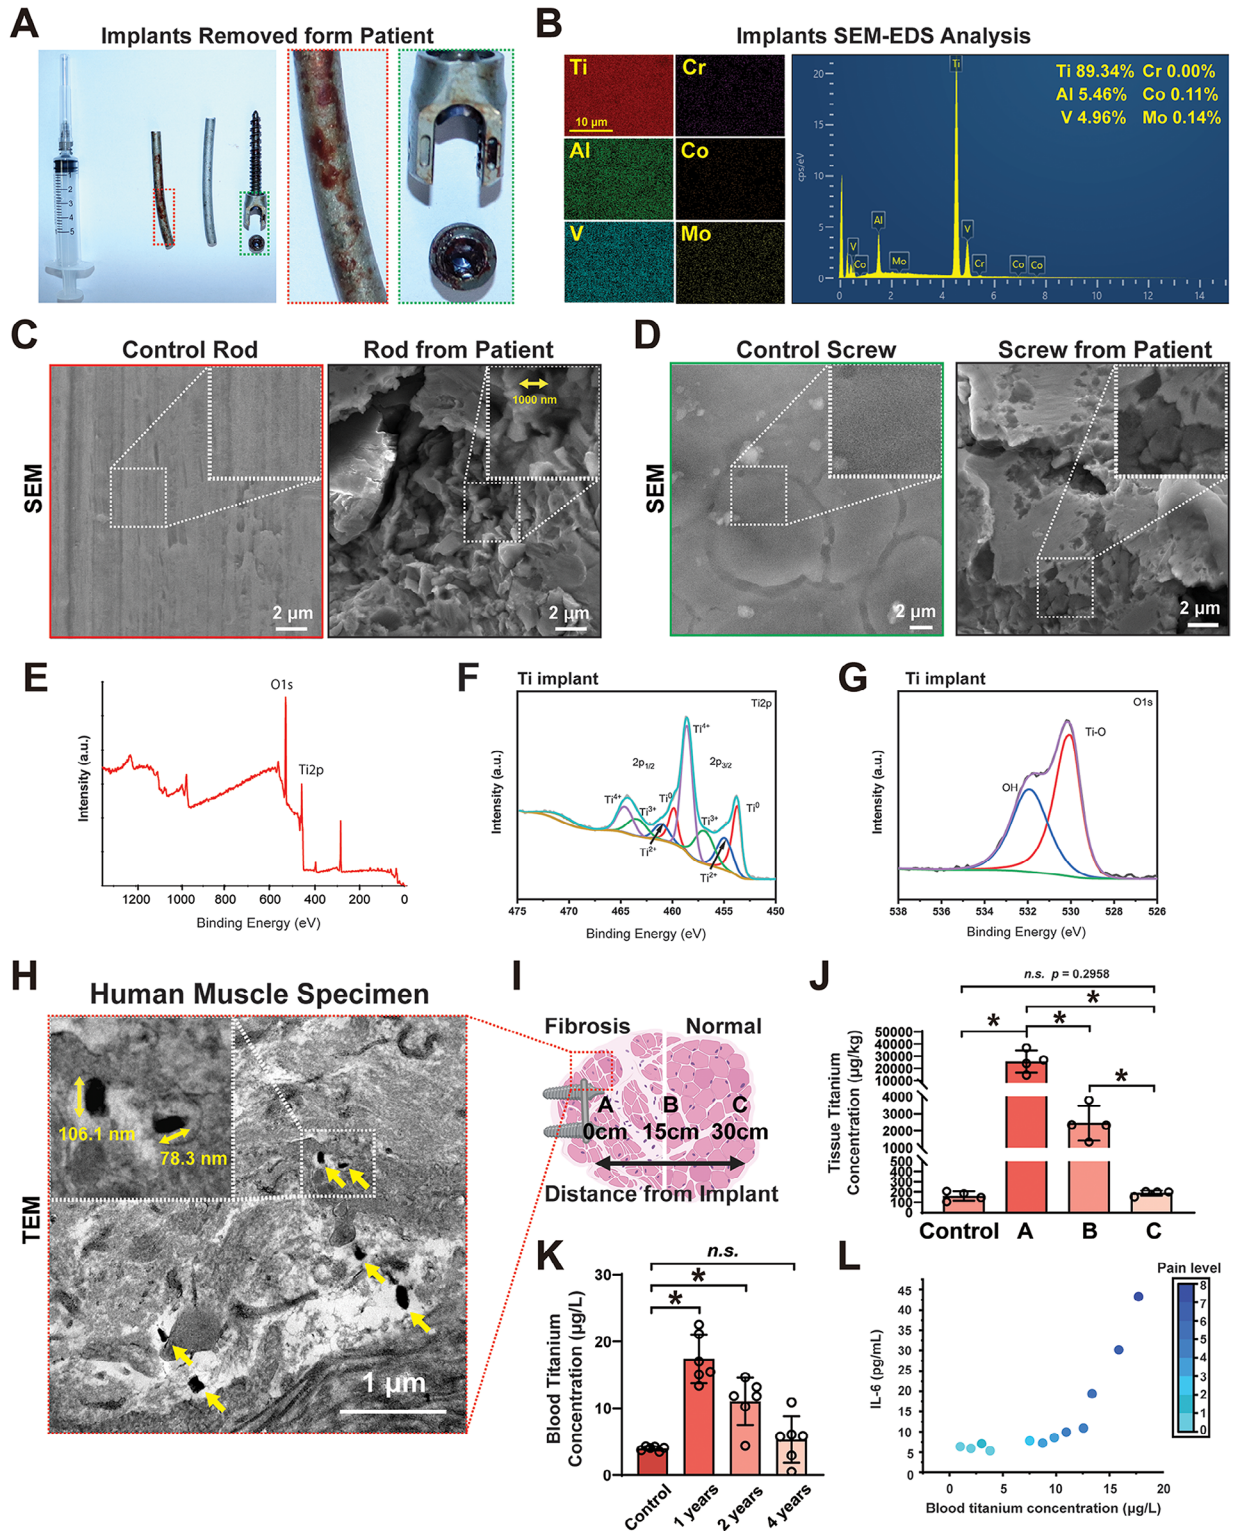 A
Implants Removed form Patient
2
3
4
5
B
Implants SEM-EDS Analysis
Ti
Cr
10 µm
Al
Co
V
Mo
Ti 89.34% Cr 0.00%
Al 5.46% Co 0.11%
V 4.96% Mo 0.14%
cps/eV
20
15
10
5
0
Ti
Al
V
V
Co
Mo
Cr
Co
Co
0 2 4 6 8 10 12 14
C
Control Rod
Rod from Patient
SEM
1000 nm
2 µm
2 µm
D
Control Screw
Screw from Patient
SEM
2 µm
2 µm
E
O1s
Ti2p
Intensity (a.u.)
1200 1000 800 600 400 200 0
Binding Energy (eV)
F
Ti implant
Ti2p
Ti⁴⁺
2p₁/₂
2p₃/₂
Ti⁴⁺
Ti³⁺
Ti⁰
Ti²⁺
Ti³⁺
Ti²⁺
Ti⁰
Intensity (a.u.)
475 470 465 460 455 450
Binding Energy (eV)
G
Ti implant
O1s
Ti-O
OH
Intensity (a.u.)
538 536 534 532 530 528 526
Binding Energy (eV)
H
Human Muscle Specimen
TEM
106.1 nm
78.3 nm
1 µm
I
Fibrosis
Normal
A B C
0cm 15cm 30cm
Distance from Implant
J
n.s. p = 0.2958
*
*
*
*
Tissue Titanium
Concentration (µg/kg)
50000
40000
30000
20000
10000
4000
3000
2000
1000
500
400
300
200
100
0
Control A B C
K
n.s.
*
*
Blood Titanium
Concentration (µg/L)
30
20
10
0
Control
1 years
2 years
4 years
L
Pain level
8
7
6
5
4
3
2
1
0
IL-6 (pg/mL)
45
40
35
30
25
20
15
10
5
0
0 5 10 15 20
Blood titanium concentration (µg/L)